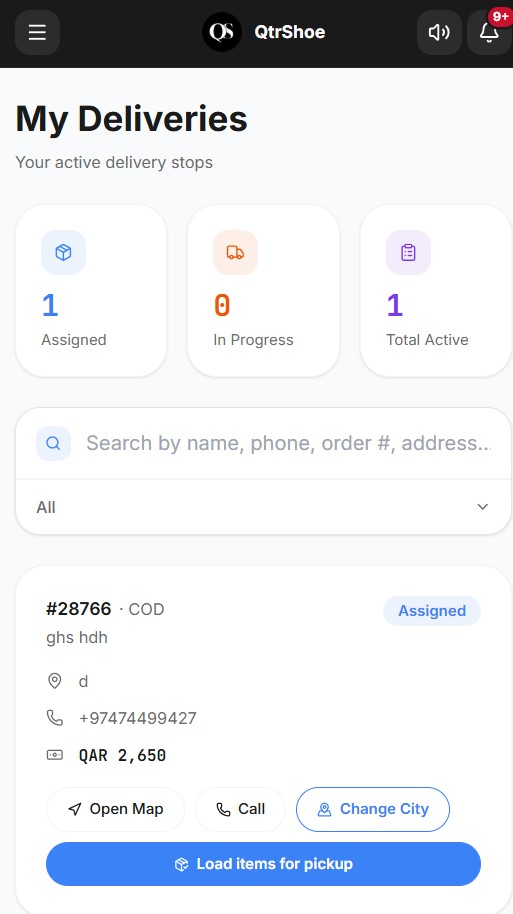 QS QtrShoe 9+
My Deliveries
Your active delivery stops
1 0 1
Assigned In Progress Total Active
Search by name, phone, order #, address...
All
#28766 · COD Assigned
ghs hdh
d
+97474499427
QAR 2,650
Open Map Call Change City
Load items for pickup